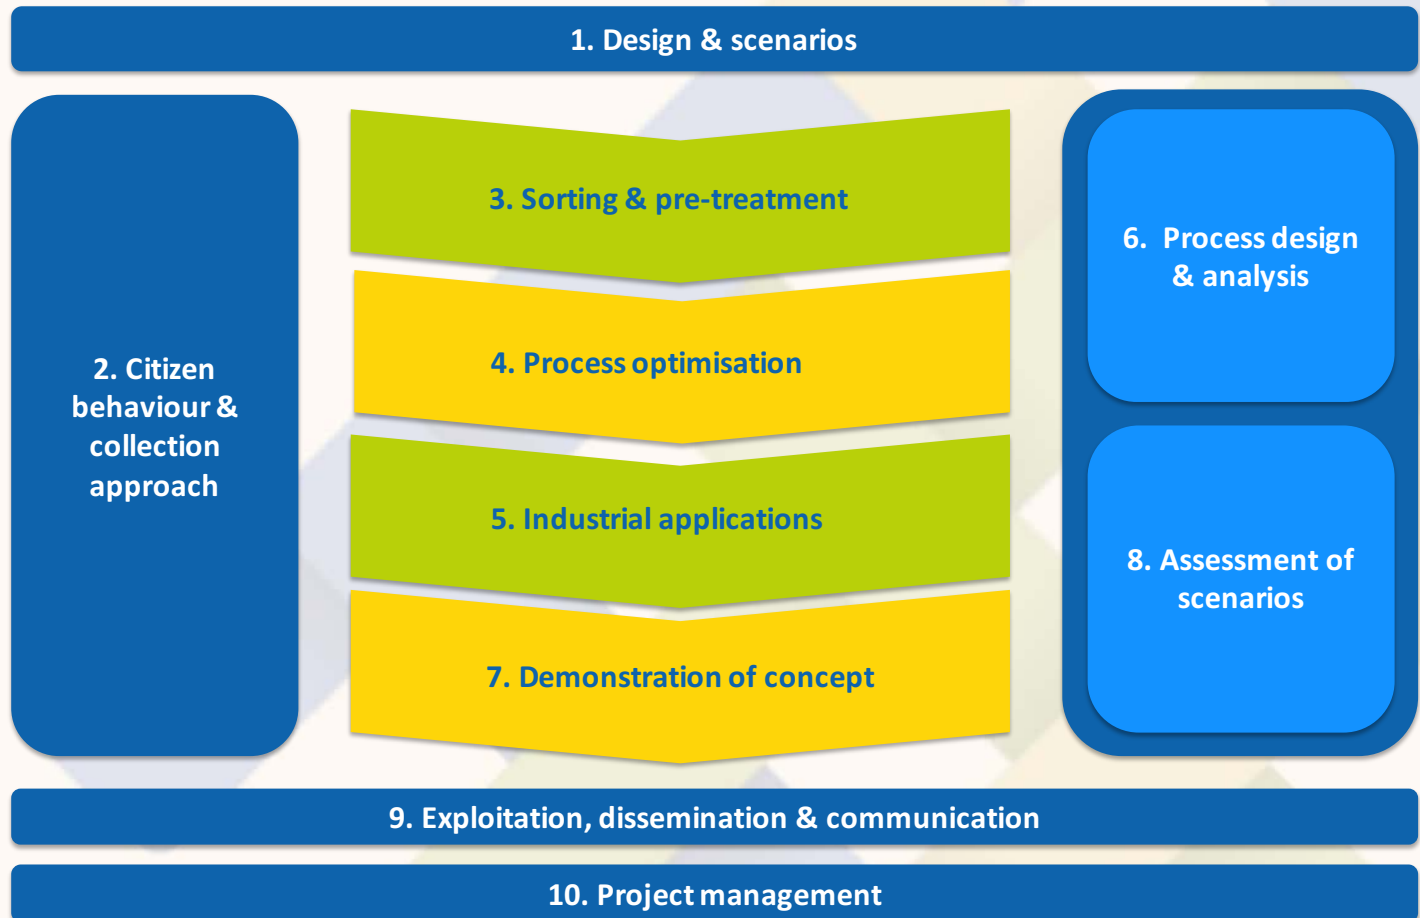 1. Design & scenarios
2. Citizen
behaviour &
collection
approach
3. Sorting & pre-treatment
4. Process optimisation
5. Industrial applications
7. Demonstration of concept
6. Process design
& analysis
8. Assessment of
scenarios
9. Exploitation, dissemination & communication
10. Project management